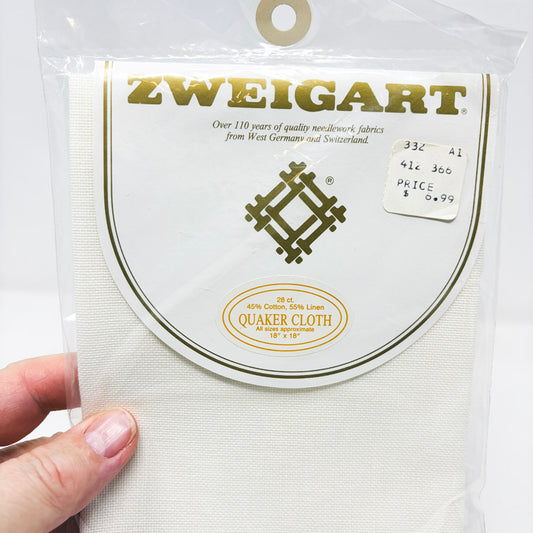 ZWEIGART®
Over 110 years of quality needlework fabrics
from West Germany and Switzerland.
®
332 A1
412 366
PRICE
$ 6.99
28 ct.
45% Cotton, 55% Linen
QUAKER CLOTH
All sizes approximate
18" x 18"